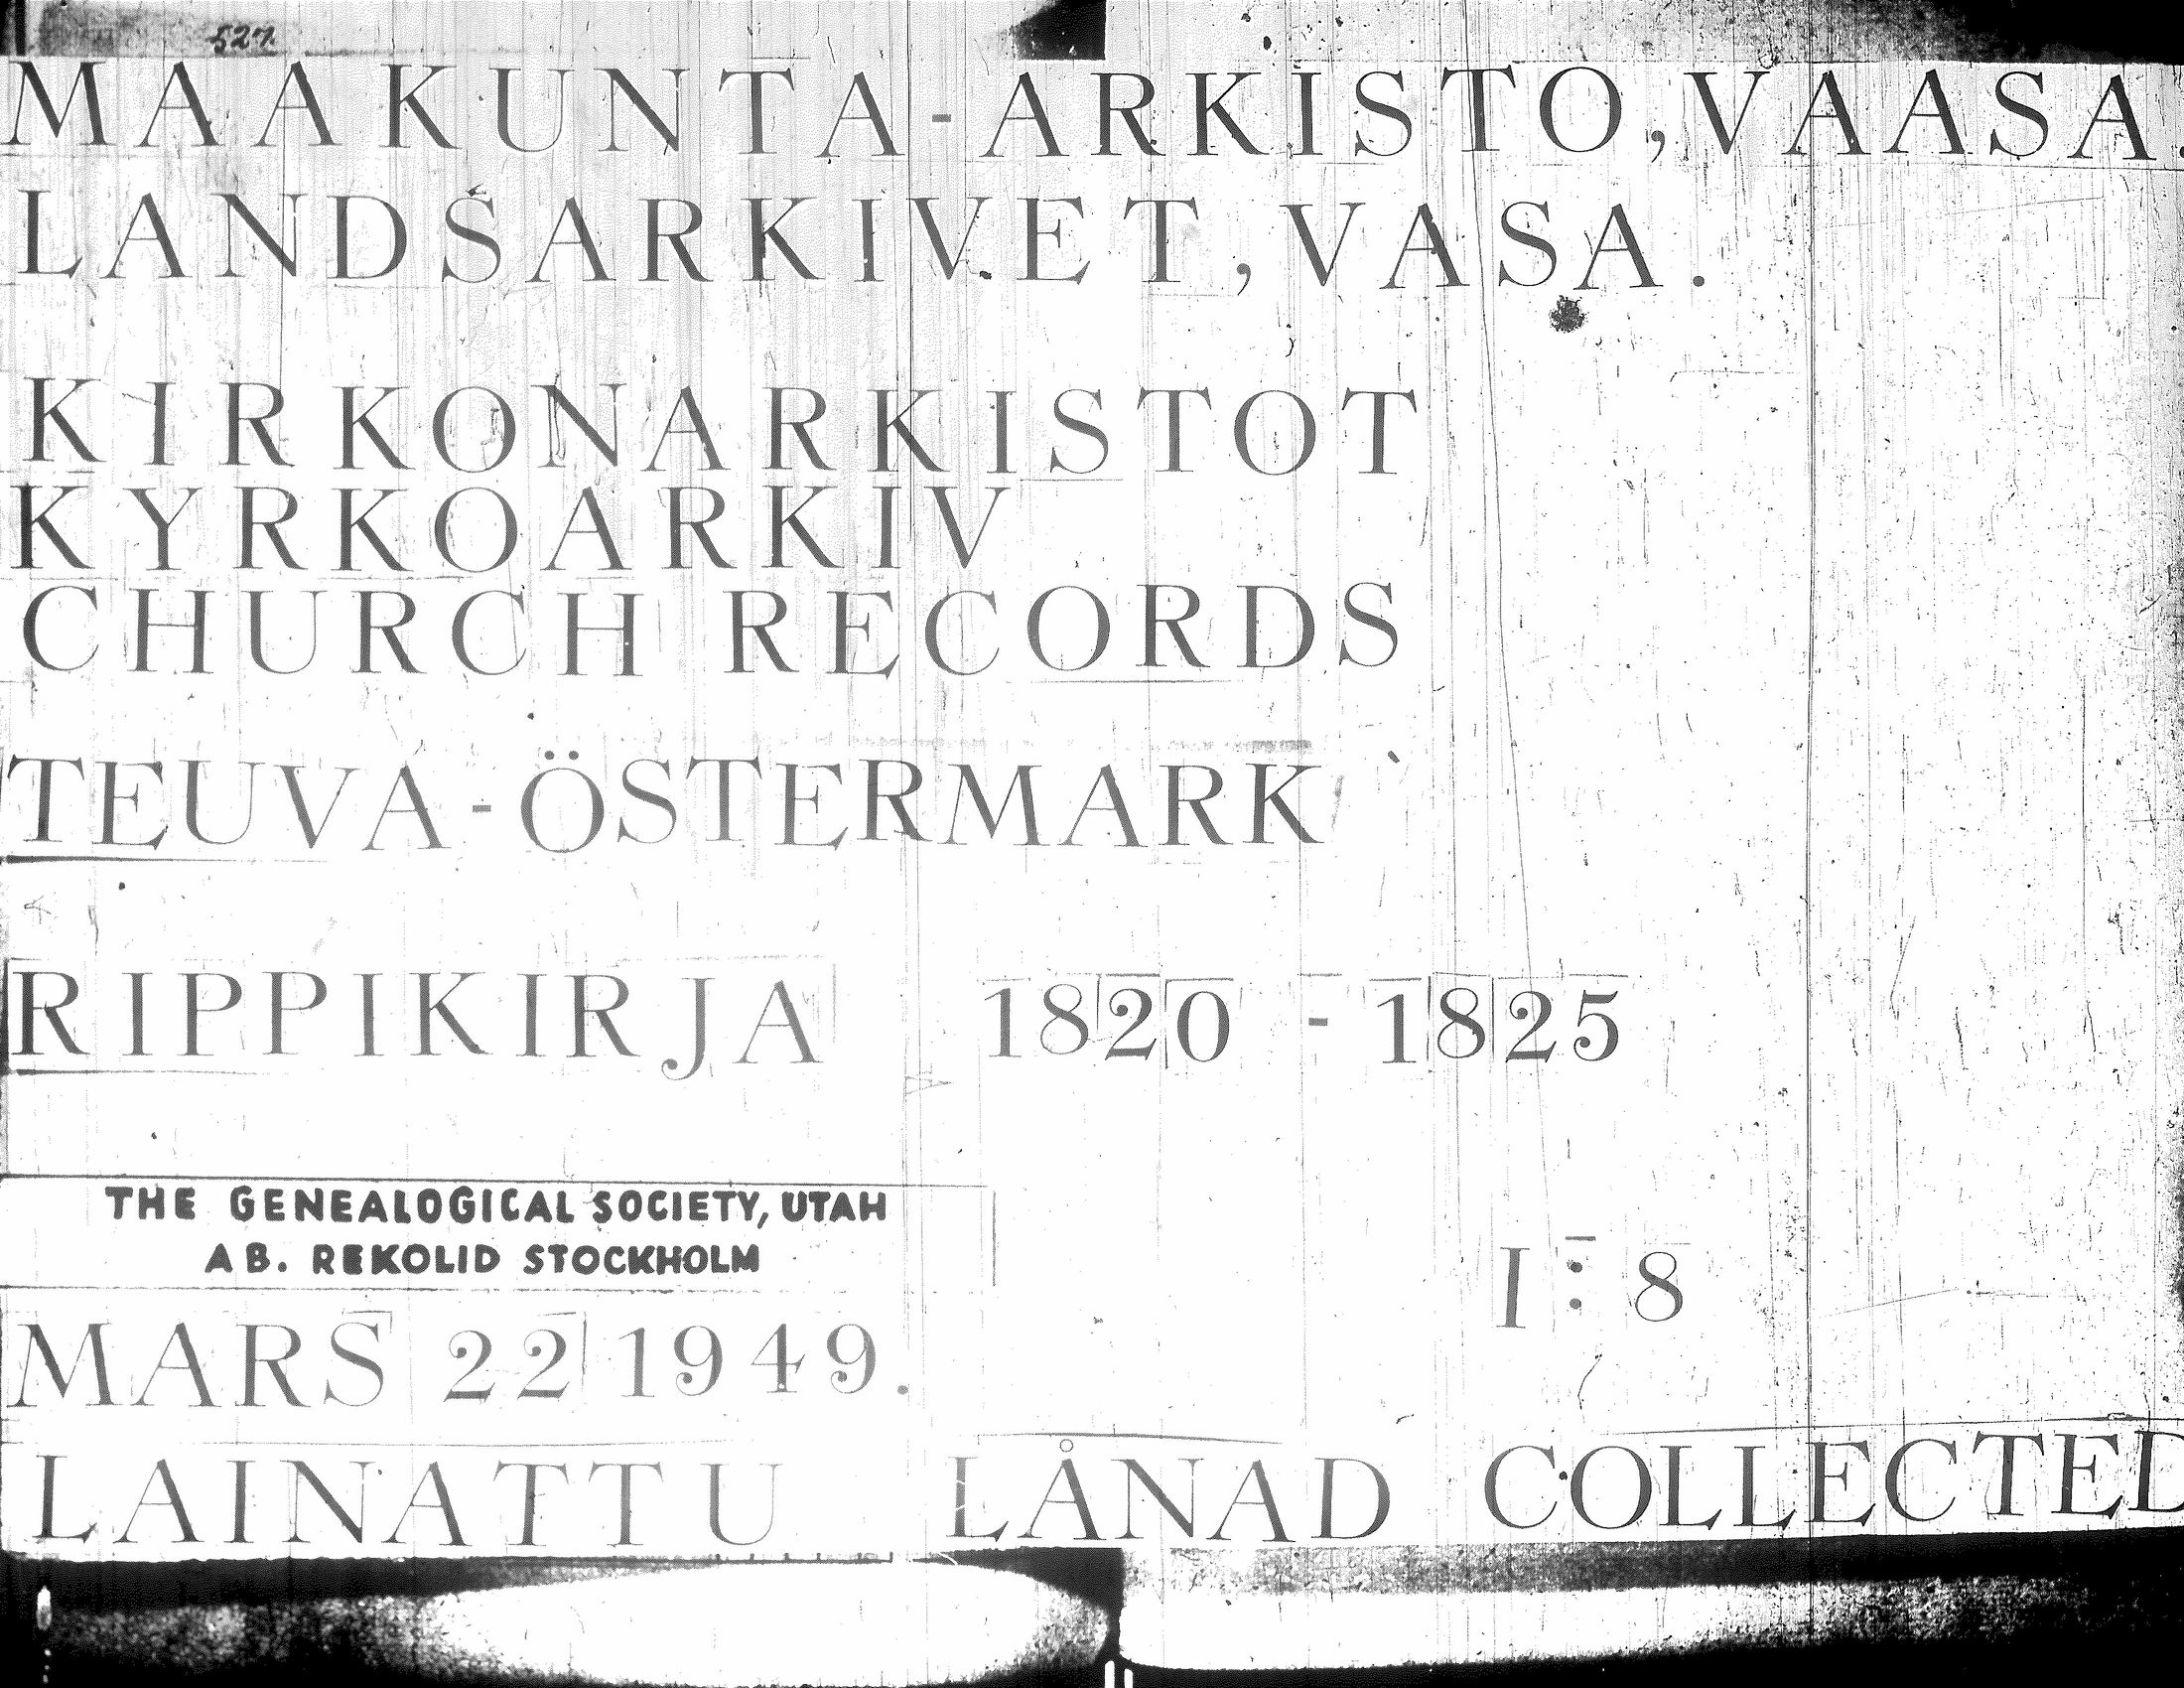 527.
MAAKUNTA-ARKISTO, VAASA.
LANDSARKIVET, VASA.
KIRKONARKISTOT
KYRKOARKIV
CHURCH RECORDS
TEUVA-ÖSTERMARK
RIPPIKIRJA 1820 - 1825
THE GENEALOGICAL SOCIETY, UTAH
AB. REKOLID STOCKHOLM
I:8
MARS 22 1949.
LAINATTU LÅNAD COLLECTED